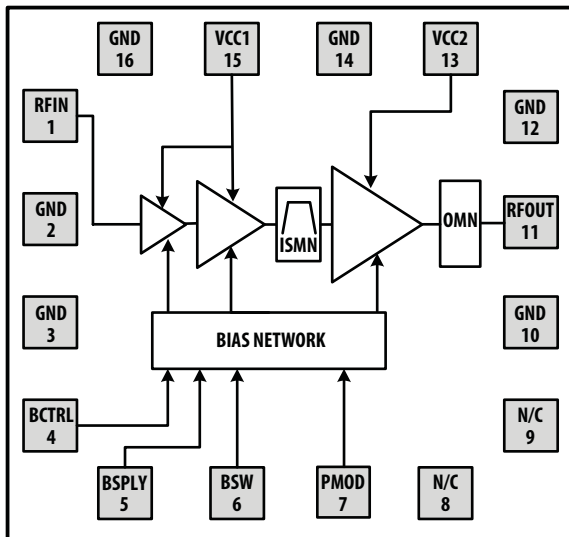 GND
16
VCC1
15
GND
14
VCC2
13
RFIN
1
GND
12
GND
2
ISMN
OMN
RFOUT
11
GND
3
BIAS NETWORK
GND
10
BCTRL
4
N/C
9
BSPLY
5
BSW
6
PMOD
7
N/C
8